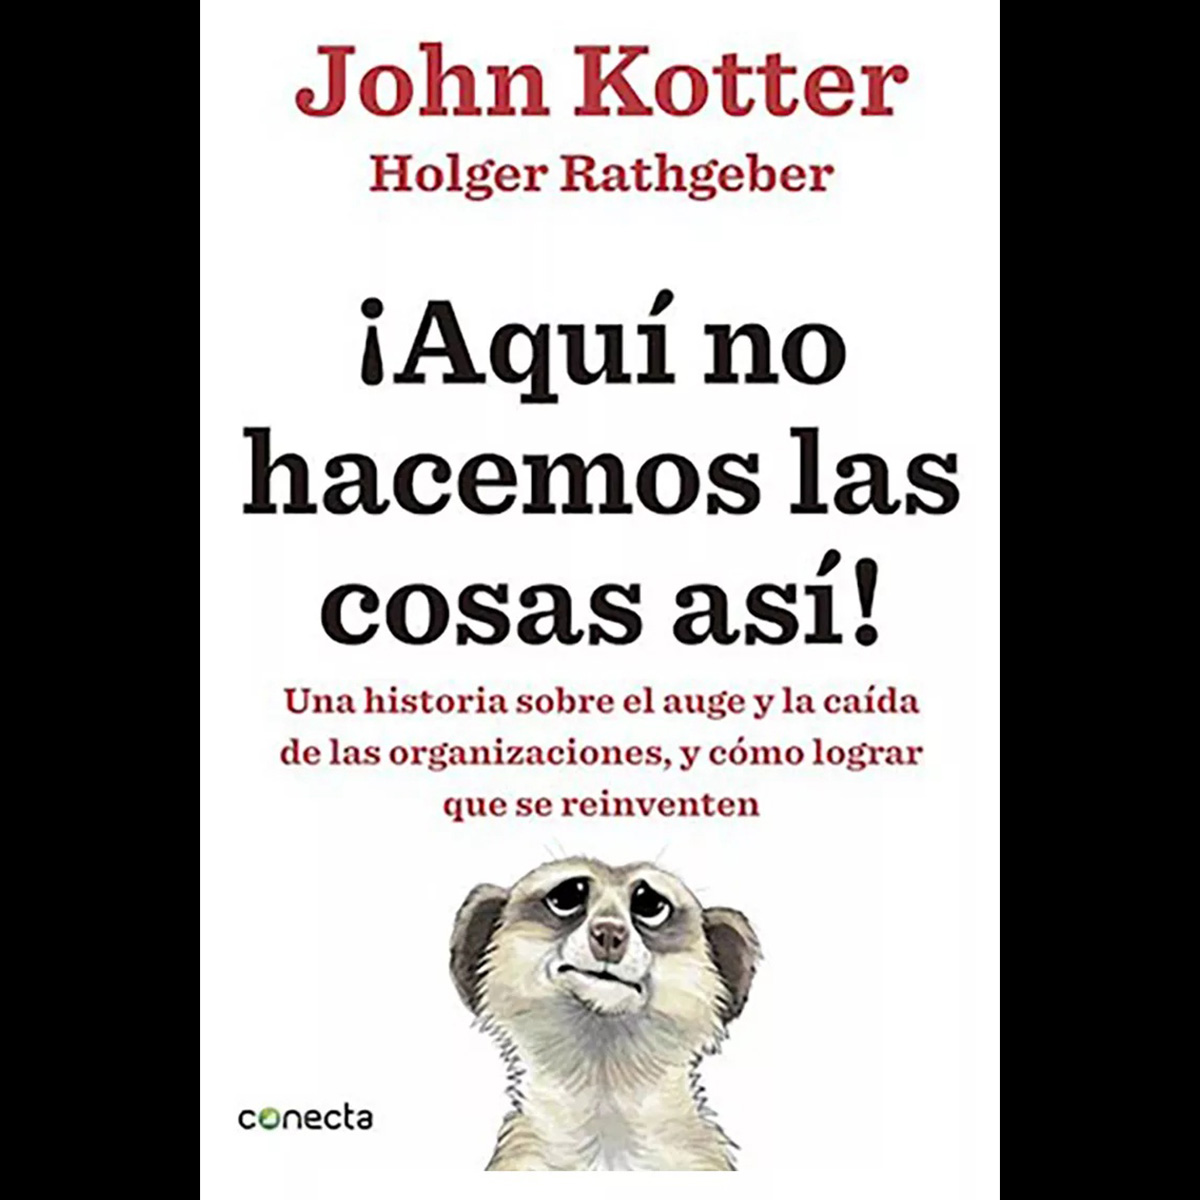 John Kotter
Holger Rathgeber
¡Aquí no
hacemos las
cosas así!
Una historia sobre el auge y la caída
de las organizaciones, y cómo lograr
que se reinventen
conecta